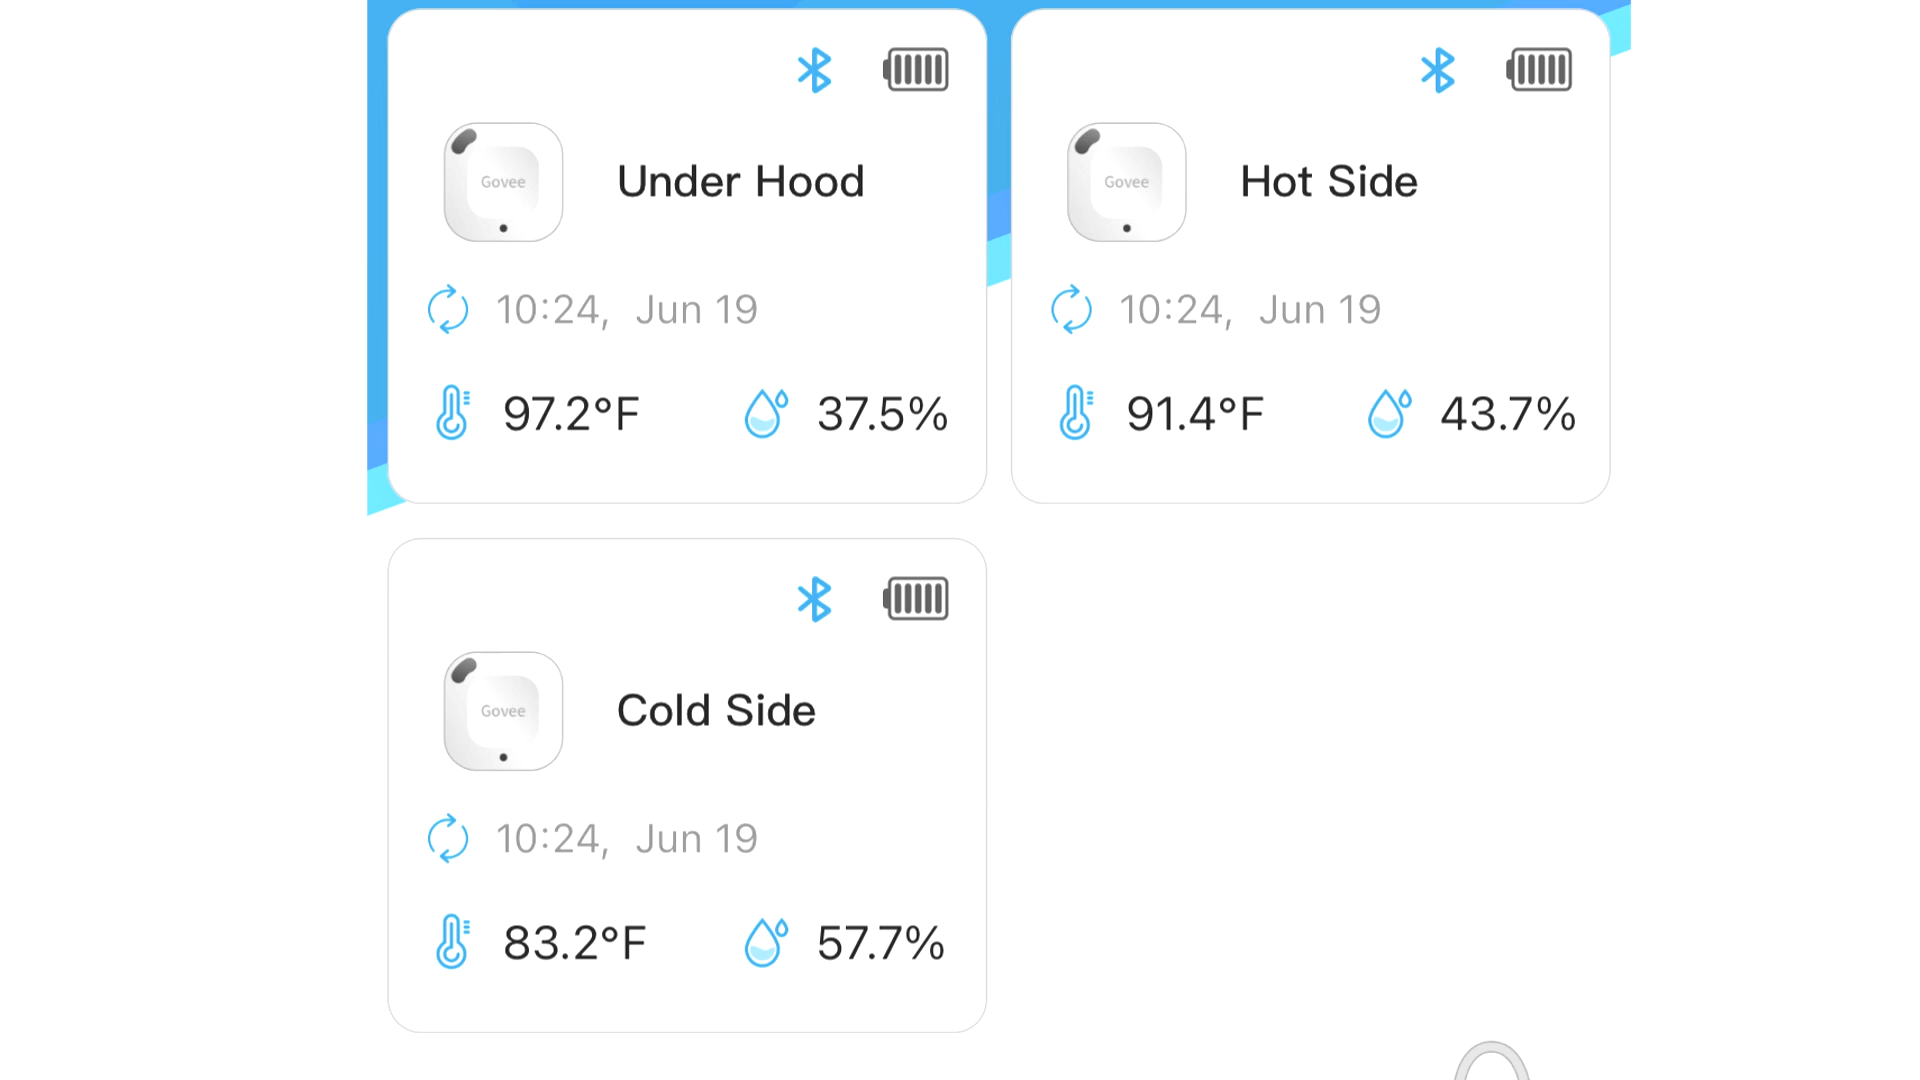 Govee
Under Hood
10:24, Jun 19
97.2°F
37.5%
Govee
Hot Side
10:24, Jun 19
91.4°F
43.7%
Govee
Cold Side
10:24, Jun 19
83.2°F
57.7%